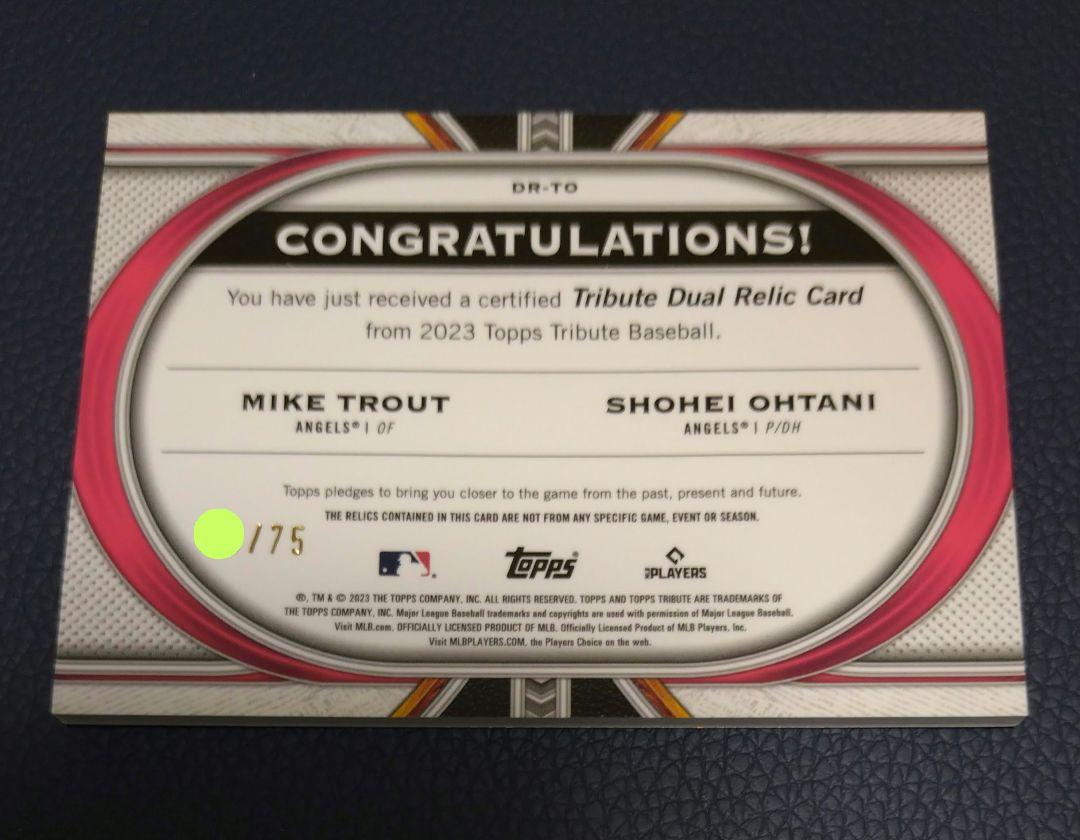 DR-TO
CONGRATULATIONS!
You have just received a certified Tribute Dual Relic Card
from 2023 Topps Tribute Baseball.
MIKE TROUT
ANGELS® | OF
SHOHEI OHTANI
ANGELS® | P/DH
Topps pledges to bring you closer to the game from the past, present and future.
THE RELICS CONTAINED IN THIS CARD ARE NOT FROM ANY SPECIFIC GAME, EVENT OR SEASON.
/75
topps®
MLB PLAYERS
®, TM & © 2023 THE TOPPS COMPANY, INC. ALL RIGHTS RESERVED. TOPPS AND TOPPS TRIBUTE ARE TRADEMARKS OF
THE TOPPS COMPANY, INC. Major League Baseball trademarks and copyrights are used with permission of Major League Baseball.
Visit MLB.com. OFFICIALLY LICENSED PRODUCT OF MLB. Officially Licensed Product of MLB Players, Inc.
Visit MLBPLAYERS.COM, the Players Choice on the web.